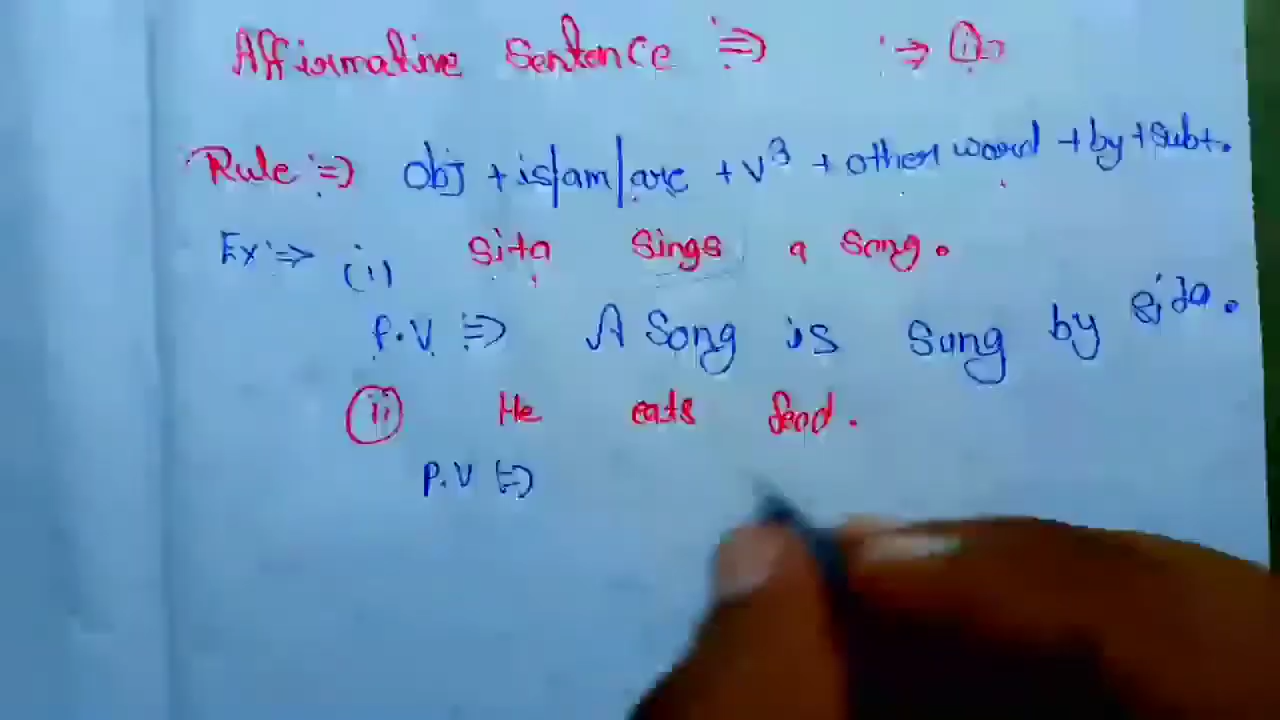 Affirmative Sentence ⇒ → ①
Rule ⇒ obj + is/am/are + v³ + other word + by + subt.
Ex ⇒ (i) Sita Sings a Song.
P.V ⇒ A Song is Sung by sita.
(ii) He eats food.
P.V ⇒